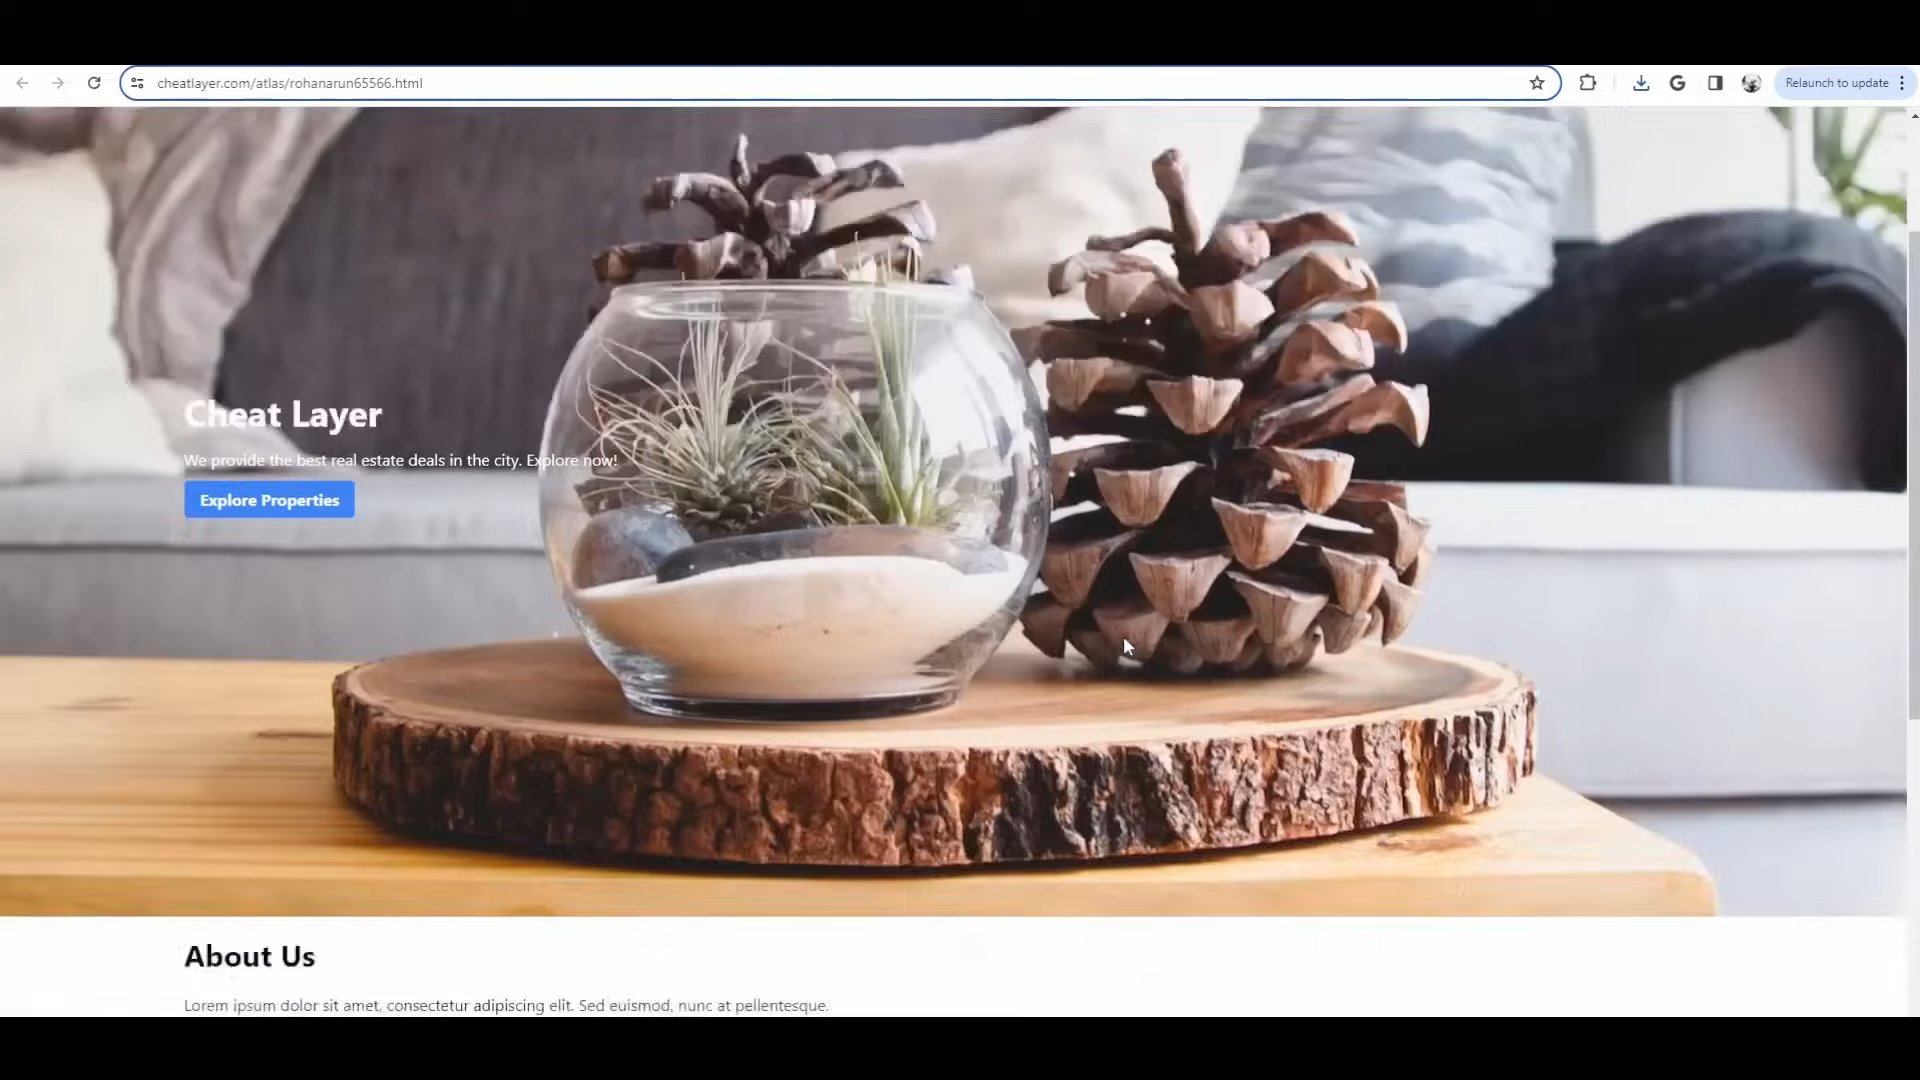 cheatlayer.com/atlas/rohanarun65566.html
Relaunch to update
Cheat Layer
We provide the best real estate deals in the city. Explore now!
Explore Properties
About Us
Lorem ipsum dolor sit amet, consectetur adipiscing elit. Sed euismod, nunc at pellentesque.